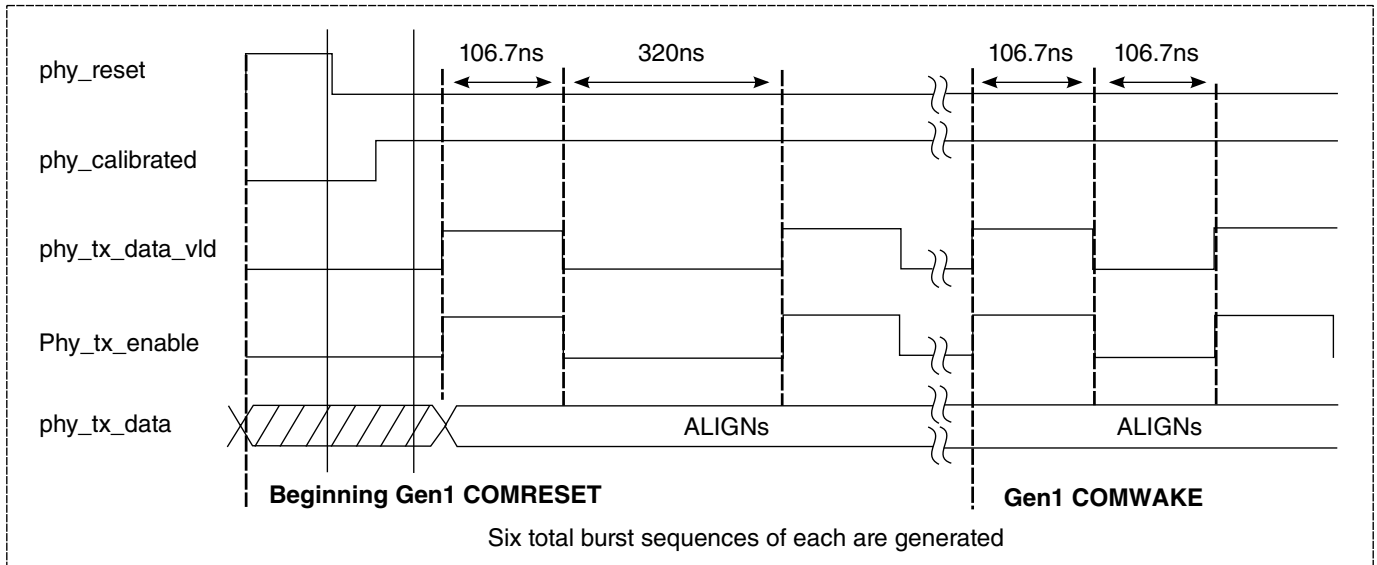 106.7ns 320ns 106.7ns 106.7ns
phy_reset
phy_calibrated
phy_tx_data_vld
Phy_tx_enable
phy_tx_data ALIGNs ALIGNs
Beginning Gen1 COMRESET Gen1 COMWAKE
Six total burst sequences of each are generated